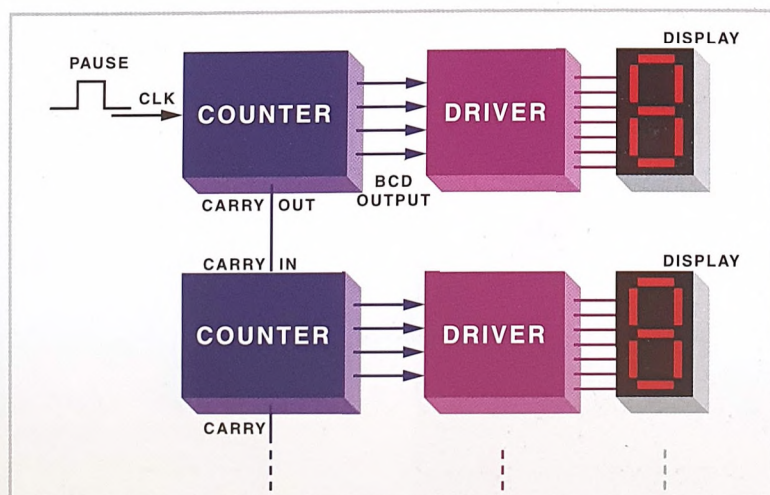 DISPLAY
PAUSE
CLK
COUNTER
DRIVER
BCD
OUTPUT
CARRY OUT
CARRY IN
DISPLAY
COUNTER
DRIVER
CARRY